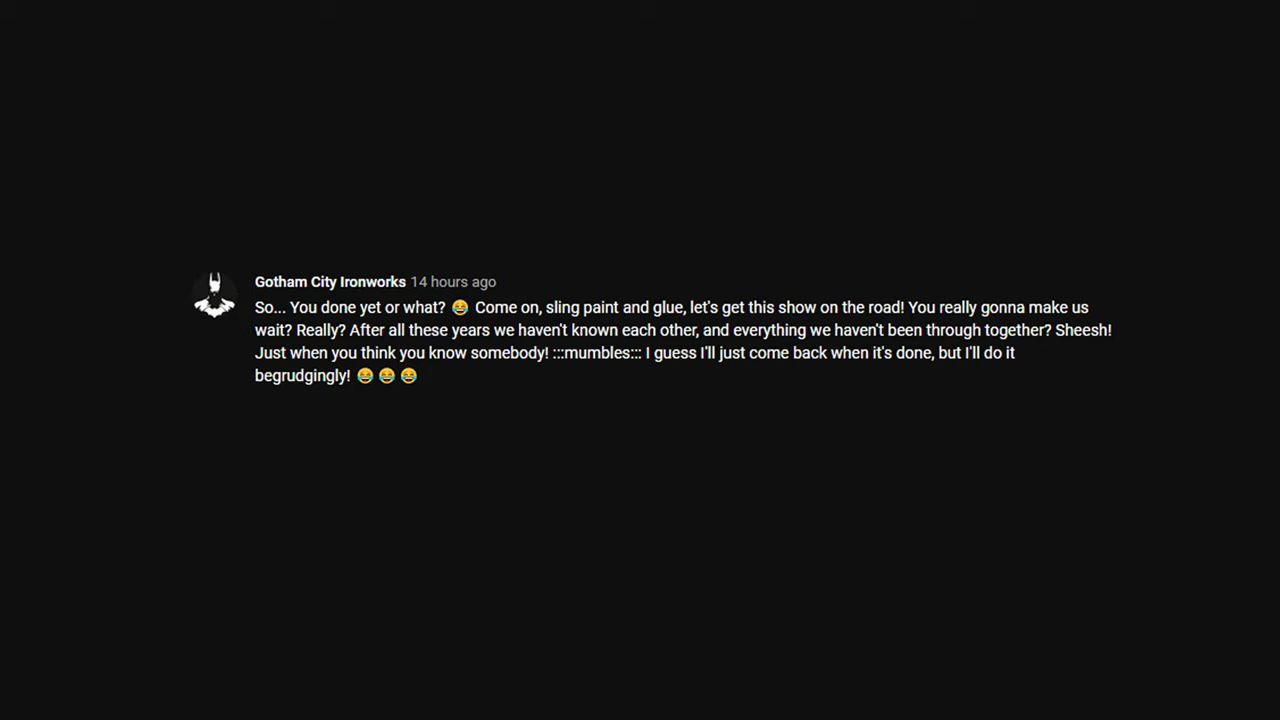 Gotham City Ironworks 14 hours ago
So... You done yet or what? 😂 Come on, sling paint and glue, let's get this show on the road! You really gonna make us
wait? Really? After all these years we haven't known each other, and everything we haven't been through together? Sheesh!
Just when you think you know somebody! :::mumbles::: I guess I'll just come back when it's done, but I'll do it
begrudgingly! 😂 😂 😂